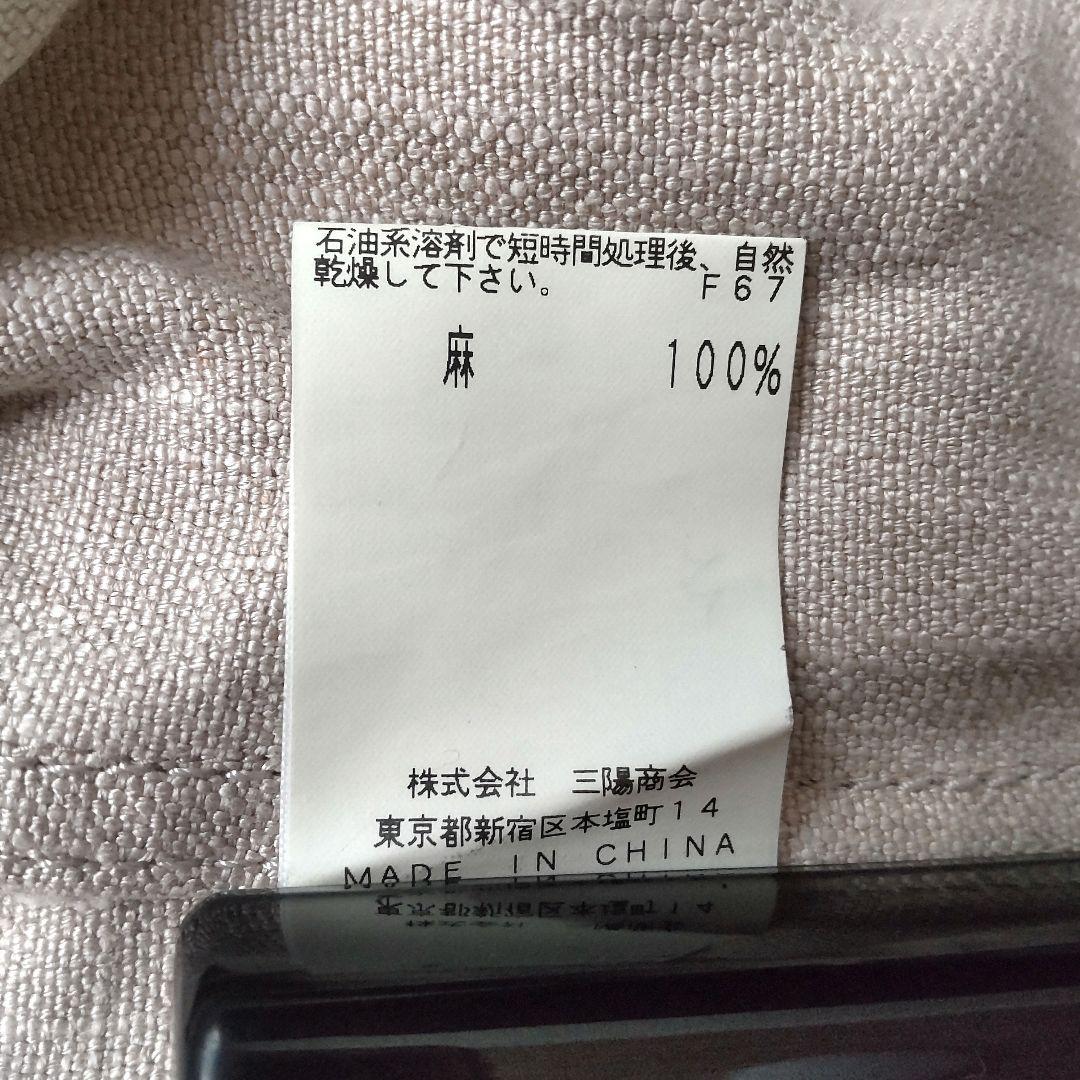 石油系溶剤で短時間処理後、自然
乾燥して下さい。 F67
麻 100%
株式会社 三陽商会
東京都新宿区本塩町14
MADE IN CHINA